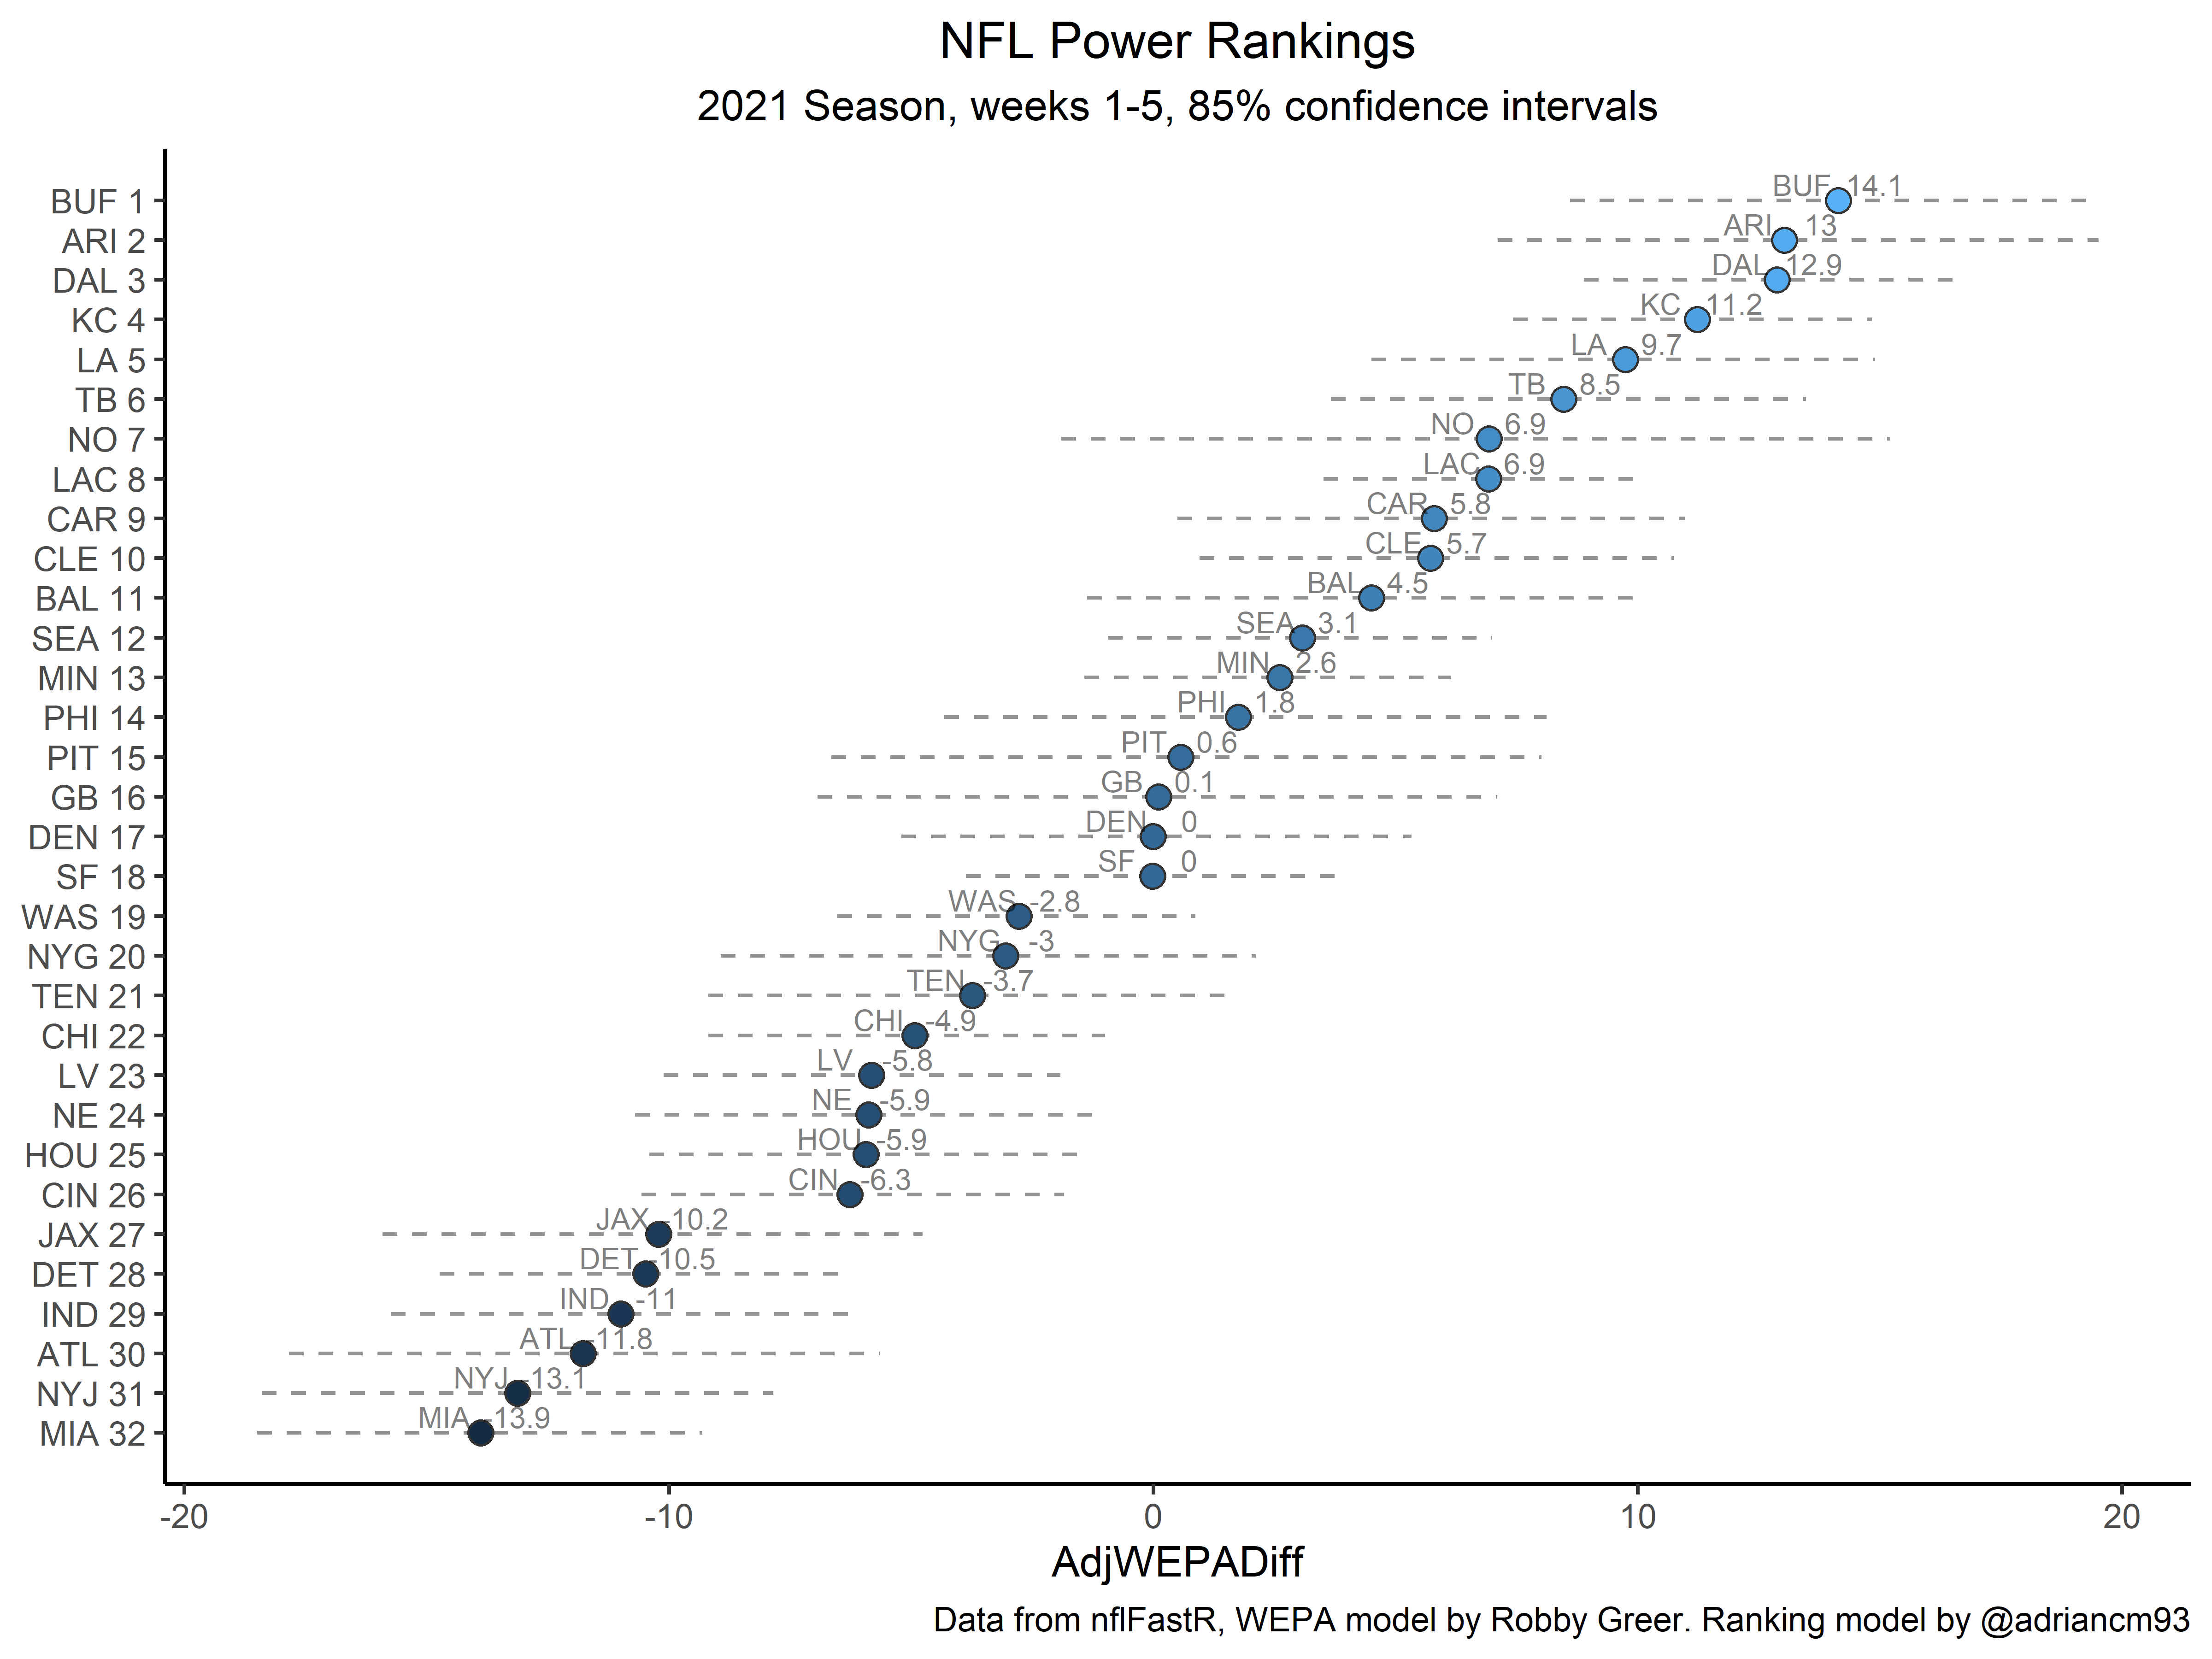 NFL Power Rankings
2021 Season, weeks 1-5, 85% confidence intervals
BUF 1
BUF 14.1
ARI 2
ARI 13
DAL 3
DAL 12.9
KC 4
KC 11.2
LA 5
LA 9.7
TB 6
TB 8.5
NO 7
NO 6.9
LAC 8
LAC 6.9
CAR 9
CAR 5.8
CLE 10
CLE 5.7
BAL 11
BAL 4.5
SEA 12
SEA 3.1
MIN 13
MIN 2.6
PHI 14
PHI 1.8
PIT 15
PIT 0.6
GB 16
GB 0.1
DEN 17
DEN 0
SF 18
SF 0
WAS 19
WAS -2.8
NYG 20
NYG -3
TEN 21
TEN -3.7
CHI 22
CHI -4.9
LV 23
LV -5.8
NE 24
NE -5.9
HOU 25
HOU -5.9
CIN 26
CIN -6.3
JAX 27
JAX -10.2
DET 28
DET -10.5
IND 29
IND -11
ATL 30
ATL -11.8
NYJ 31
NYJ -13.1
MIA 32
MIA -13.9
-20 -10 0 10 20
AdjWEPADiff
Data from nflFastR, WEPA model by Robby Greer. Ranking model by @adriancm93